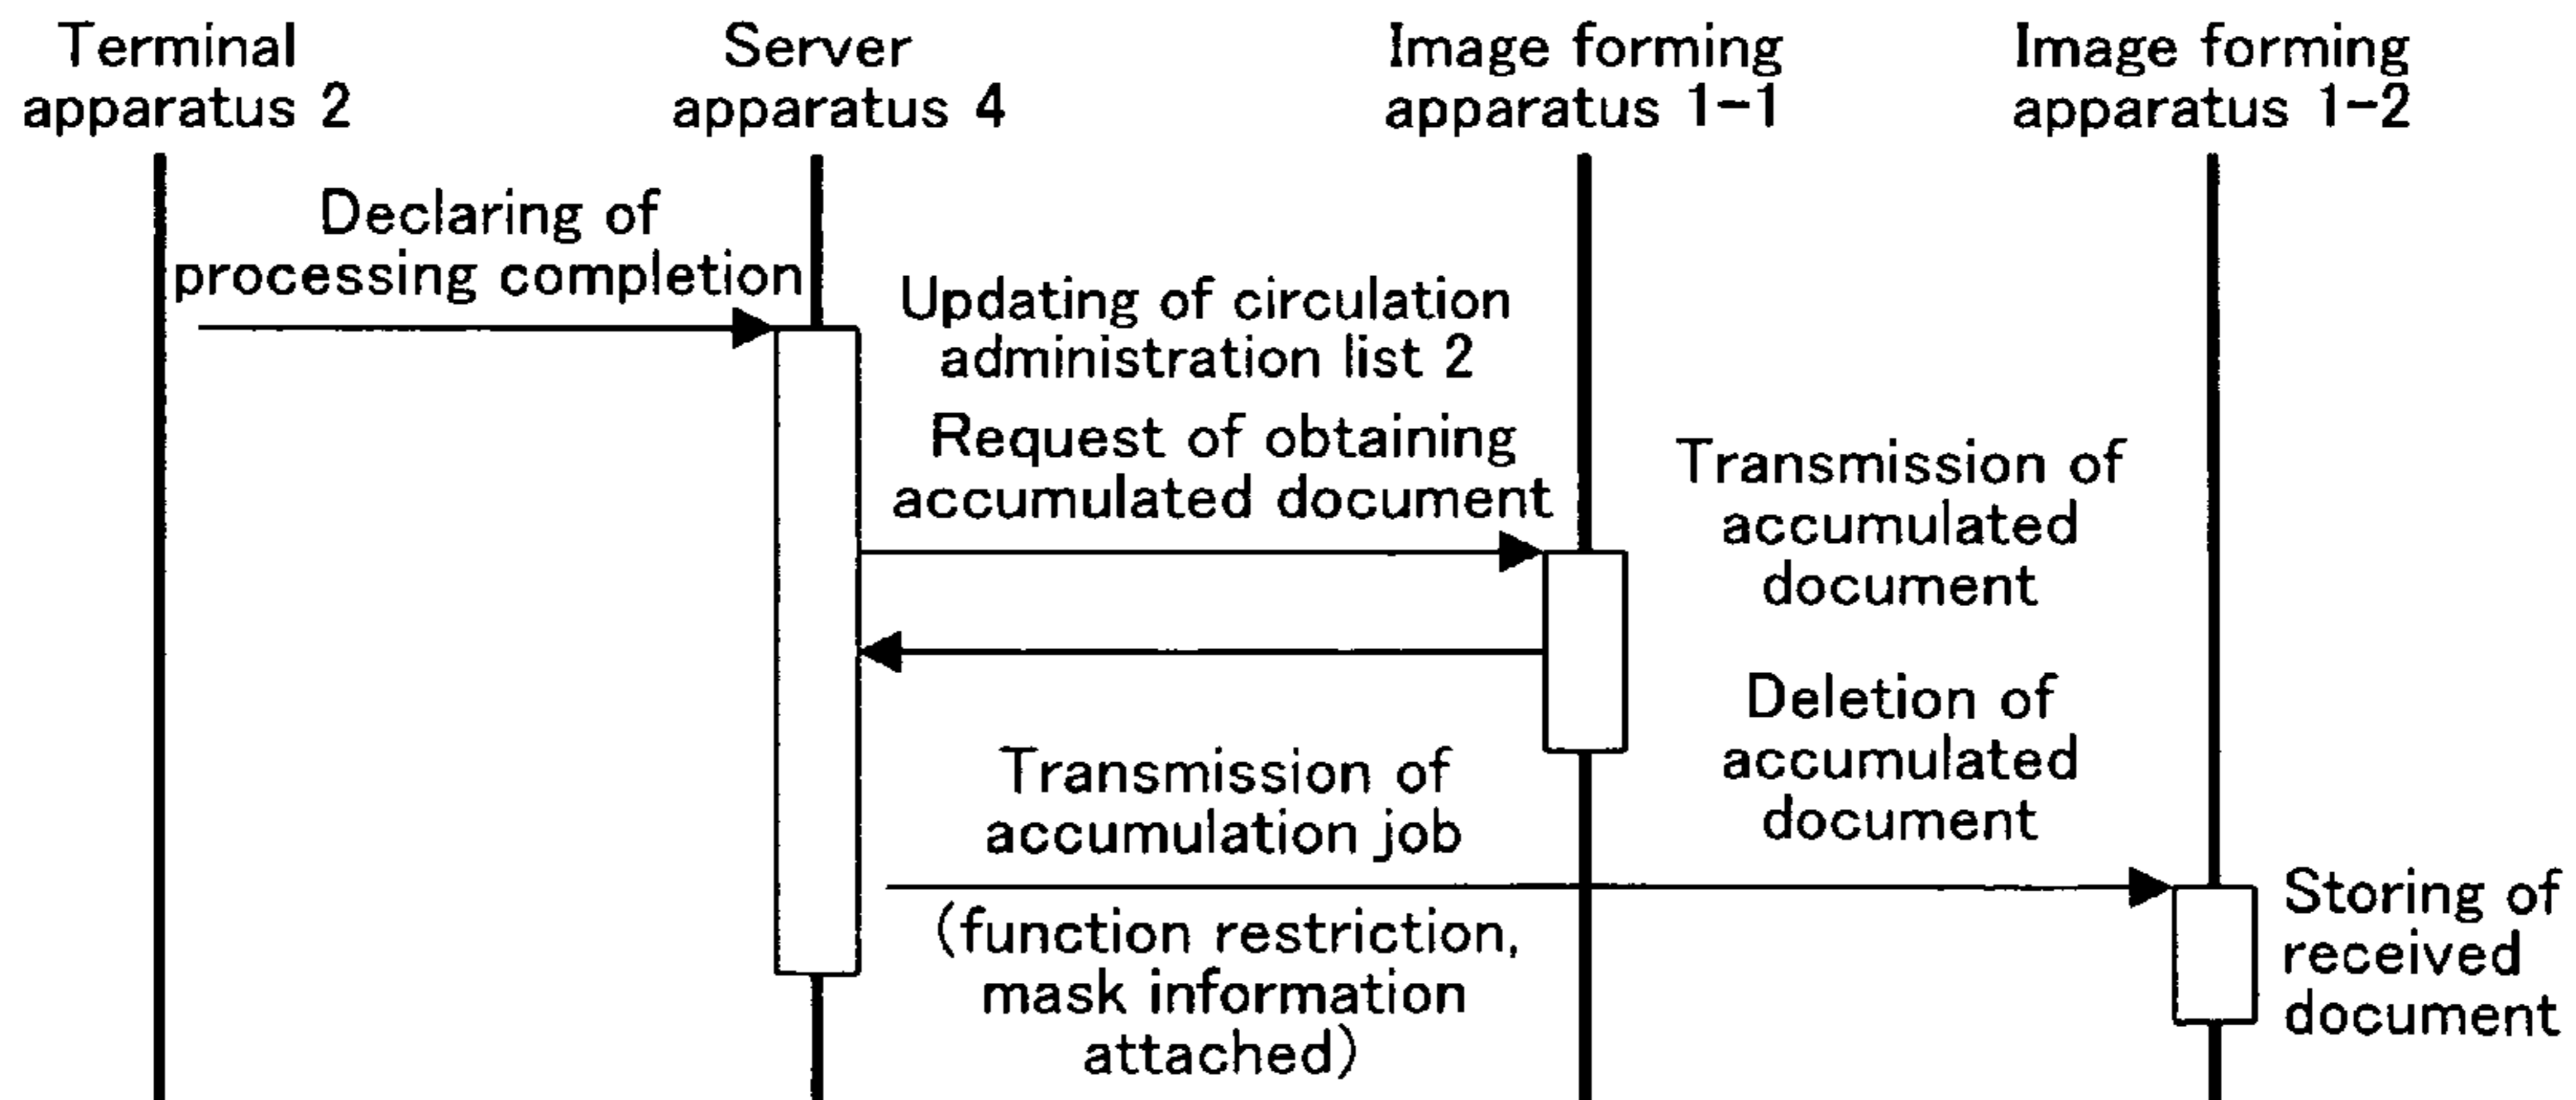 Terminal
apparatus 2
Server
apparatus 4
Image forming
apparatus 1-1
Image forming
apparatus 1-2
Declaring of
processing completion
Updating of circulation
administration list 2
Request of obtaining
accumulated document
Transmission of
accumulated
document
Deletion of
accumulated
document
Transmission of
accumulation job
(function restriction,
mask information
attached)
Storing of
received
document